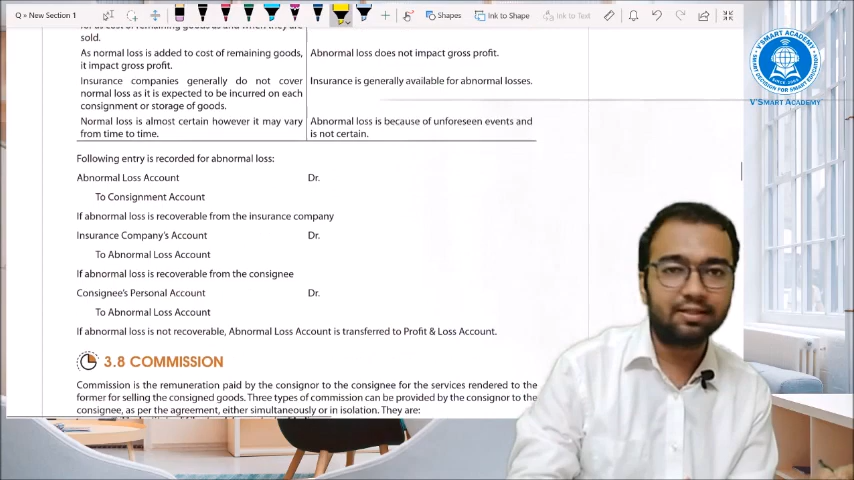 Q » New Section 1
Shapes
Ink to Shape
Ink to Text
sold.
As normal loss is added to cost of remaining goods, it impact gross profit.
Abnormal loss does not impact gross profit.
Insurance companies generally do not cover normal loss as it is expected to be incurred on each consignment or storage of goods.
Insurance is generally available for abnormal losses.
Normal loss is almost certain however it may vary from time to time.
Abnormal loss is because of unforeseen events and is not certain.
Following entry is recorded for abnormal loss:
Abnormal Loss Account Dr.
To Consignment Account
If abnormal loss is recoverable from the insurance company
Insurance Company's Account Dr.
To Abnormal Loss Account
If abnormal loss is recoverable from the consignee
Consignee's Personal Account Dr.
To Abnormal Loss Account
If abnormal loss is not recoverable, Abnormal Loss Account is transferred to Profit & Loss Account.
3.8 COMMISSION
Commission is the remuneration paid by the consignor to the consignee for the services rendered to the
former for selling the consigned goods. Three types of commission can be provided by the consignor to the
consignee, as per the agreement, either simultaneously or in isolation. They are:
V'SMART ACADEMY
SMART DECISION FOR SMART EDUCATION
V'SMART ACADEMY